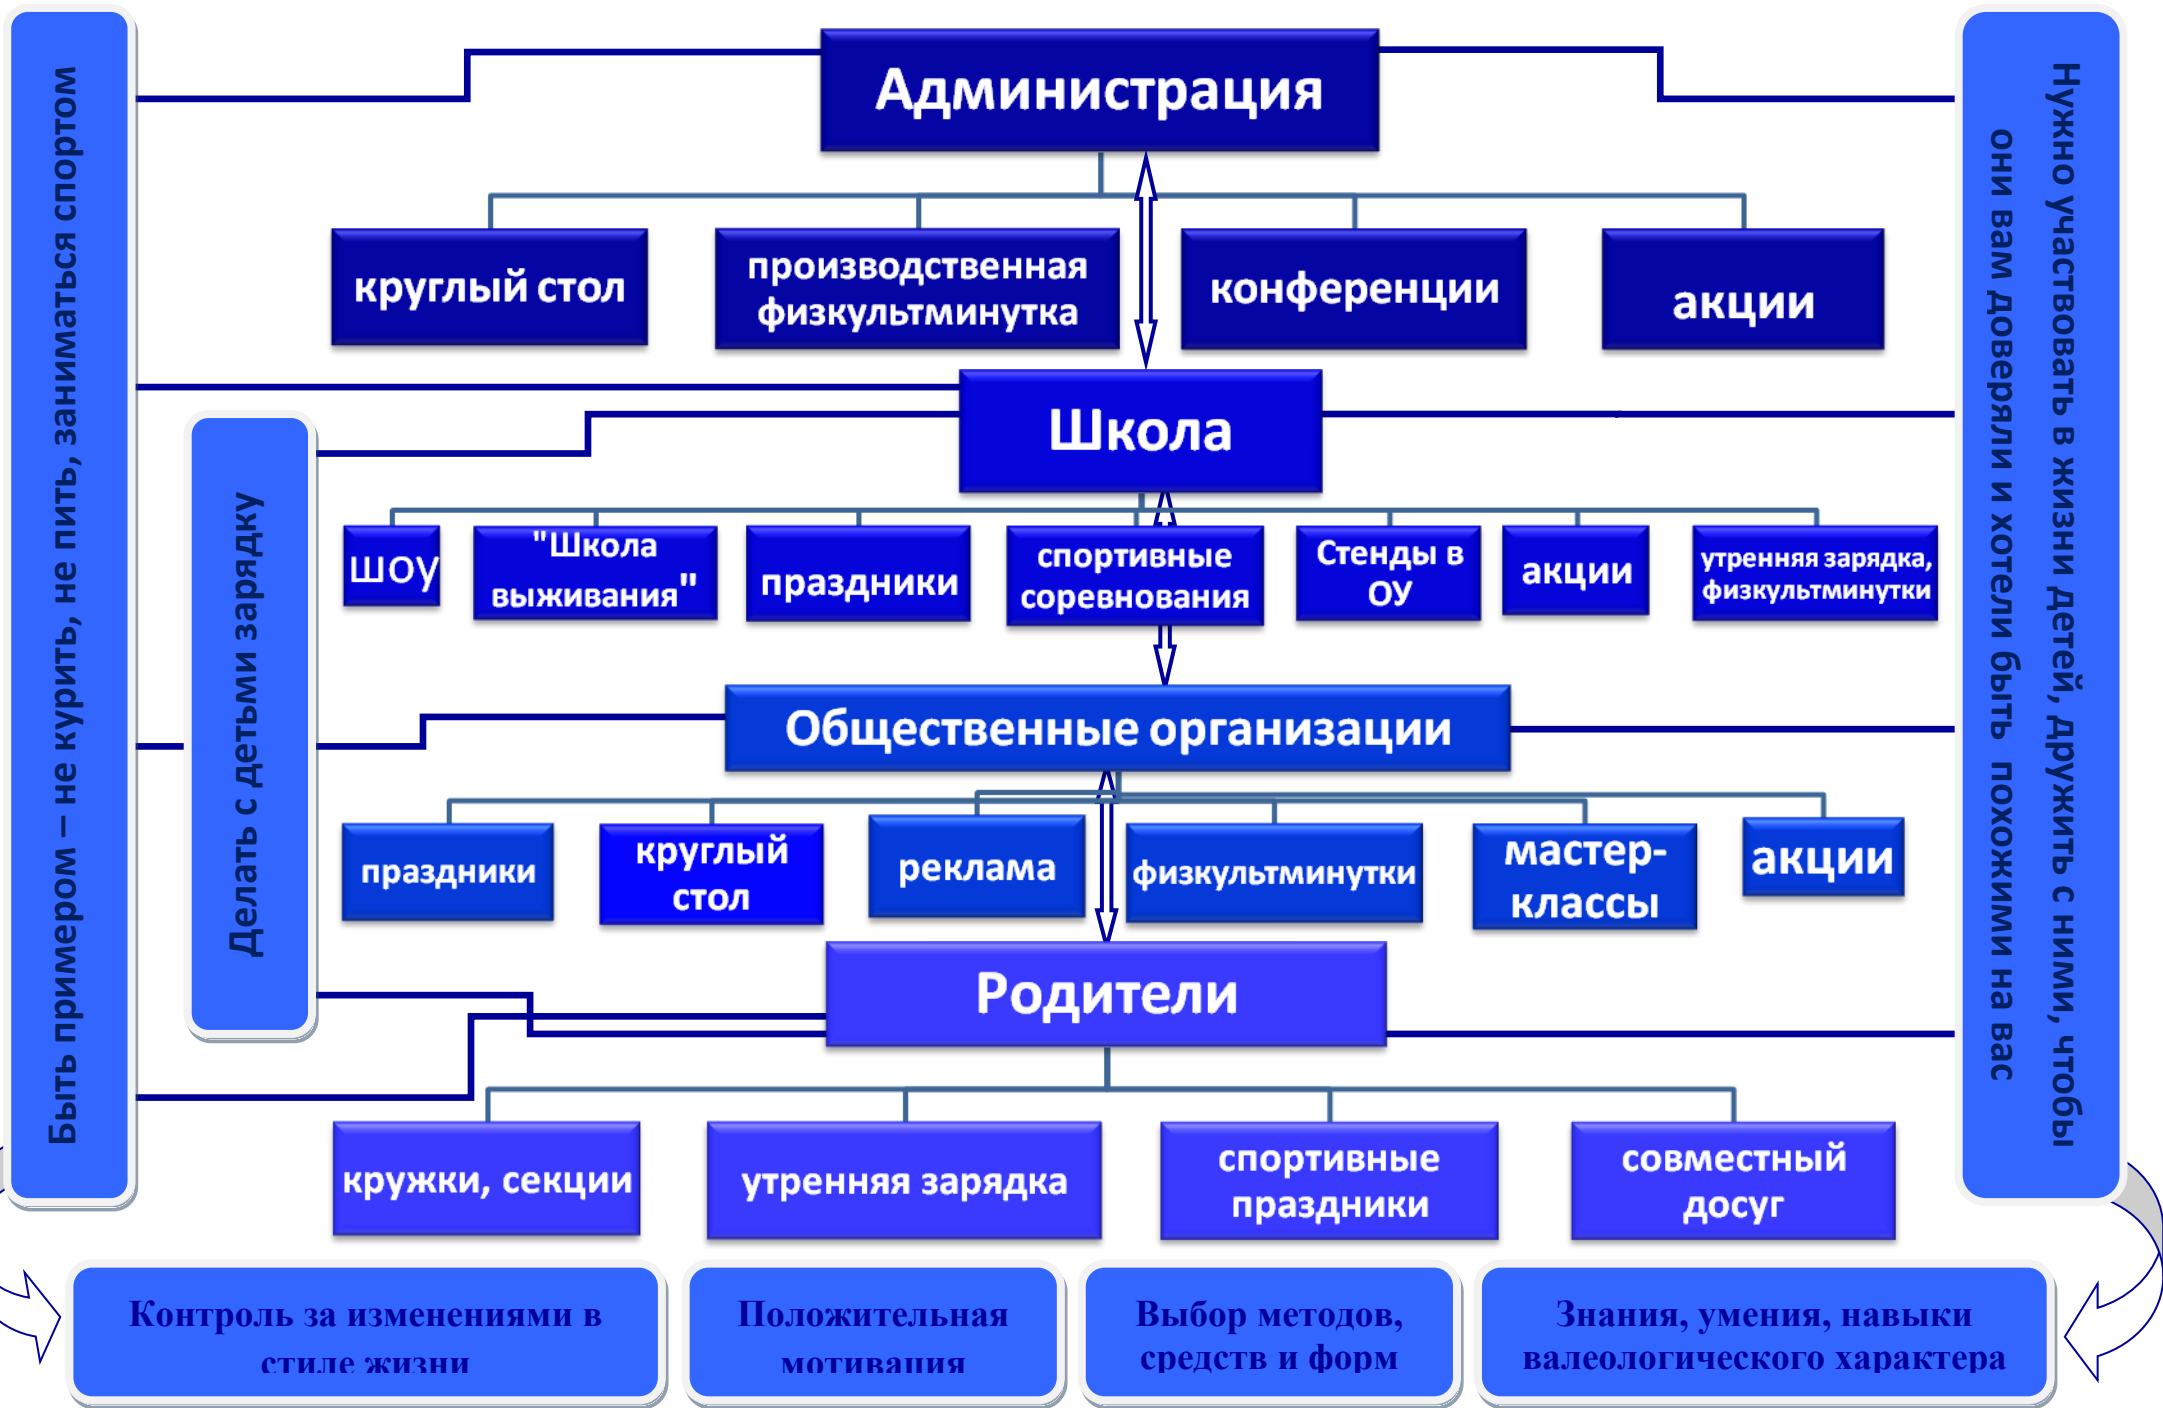 Быть примером – не курить, не пить, заниматься спортом
Администрация
Нужно участвовать в жизни детей, дружить с ними, чтобы
они вам доверяли и хотели быть похожими на вас
круглый стол
производственная
физкультминутка
конференции
акции
Делать с детьми зарядку
Школа
шоу
"Школа
выживания"
праздники
спортивные
соревнования
Стенды в
ОУ
акции
утренняя зарядка,
физкультминутки
Общественные организации
праздники
круглый
стол
реклама
физкультминутки
мастер-
классы
акции
Родители
кружки, секции
утренняя зарядка
спортивные
праздники
совместный
досуг
Контроль за изменениями в
стиле жизни
Положительная
мотивация
Выбор методов,
средств и форм
Знания, умения, навыки
валеологического характера